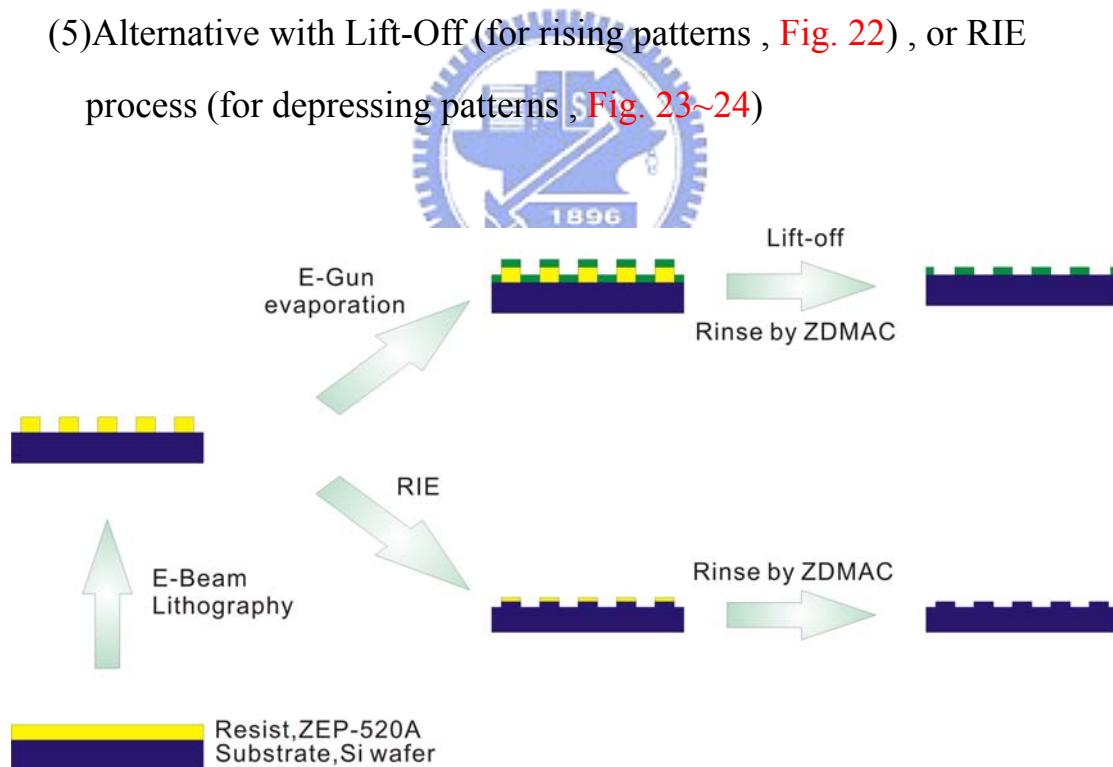 (5)Alternative with Lift-Off (for rising patterns , Fig. 22) , or RIE
process (for depressing patterns , Fig. 23~24)
E S
1896
E-Gun
evaporation
Lift-off
Rinse by ZDMAC
RIE
E-Beam
Lithography
Rinse by ZDMAC
Resist,ZEP-520A
Substrate,Si wafer